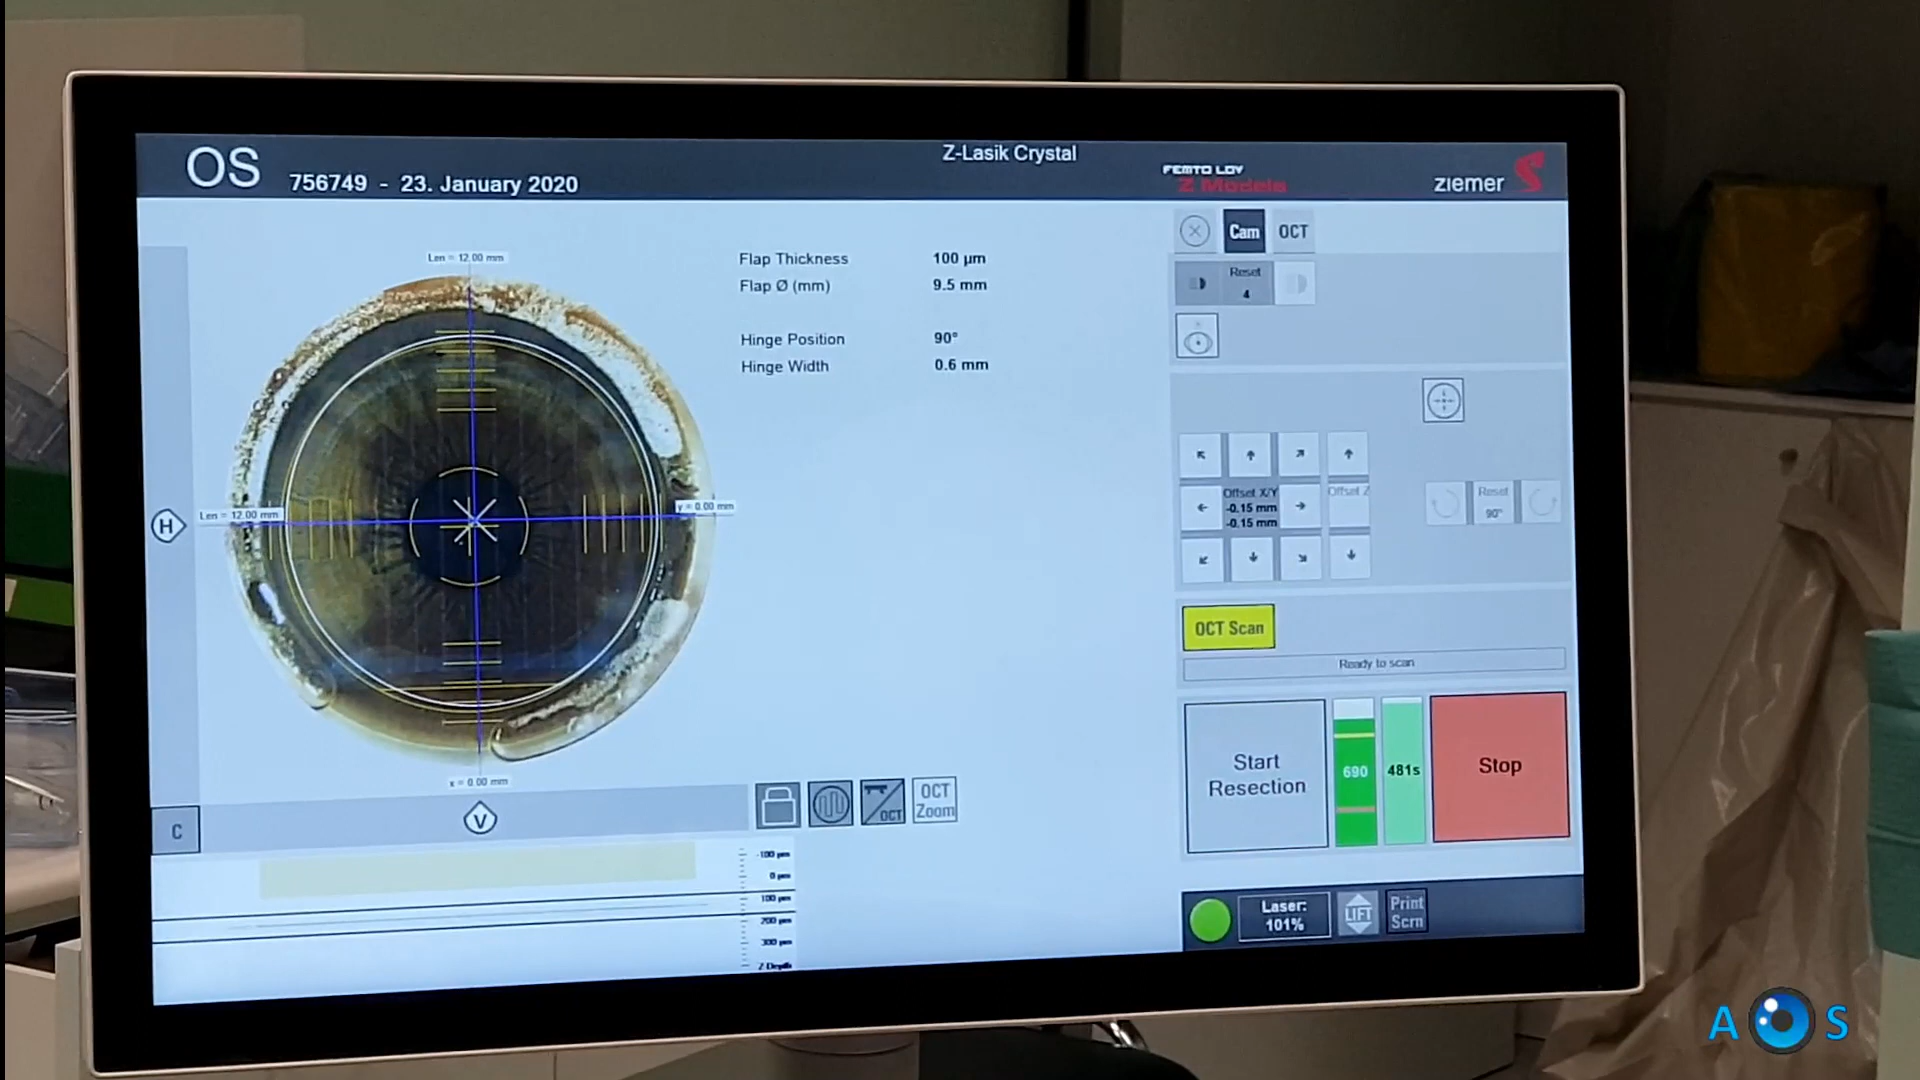 OS
756749 - 23. January 2020
Z-Lasik Crystal
FEMTO LDV
Z Models
ziemer
Len = 12.00 mm
Flap Thickness 100 µm
Flap Ø (mm) 9.5 mm
Hinge Position 90°
Hinge Width 0.6 mm
Cam
OCT
Reset
4
H
Len = 12.00 mm
y = 0.00 mm
x = 0.00 mm
V
C
Offset X/Y
-0.15 mm
-0.15 mm
Offset Z
Reset
90°
OCT Scan
Ready to scan
OCT
OCT
Zoom
Start
Resection
690
481s
Stop
-100 µm
0 µm
100 µm
200 µm
300 µm
Z Depth
Laser:
101%
LIFT
Print
Scrn
A S